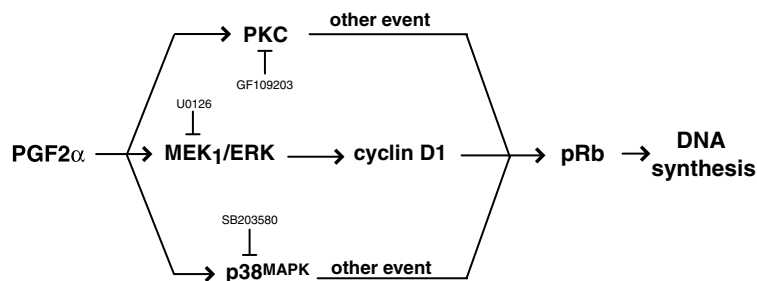 other event
PKC
GF109203
U0126
PGF2α
MEK1/ERK
cyclin D1
pRb
DNA
synthesis
SB203580
p38MAPK
other event